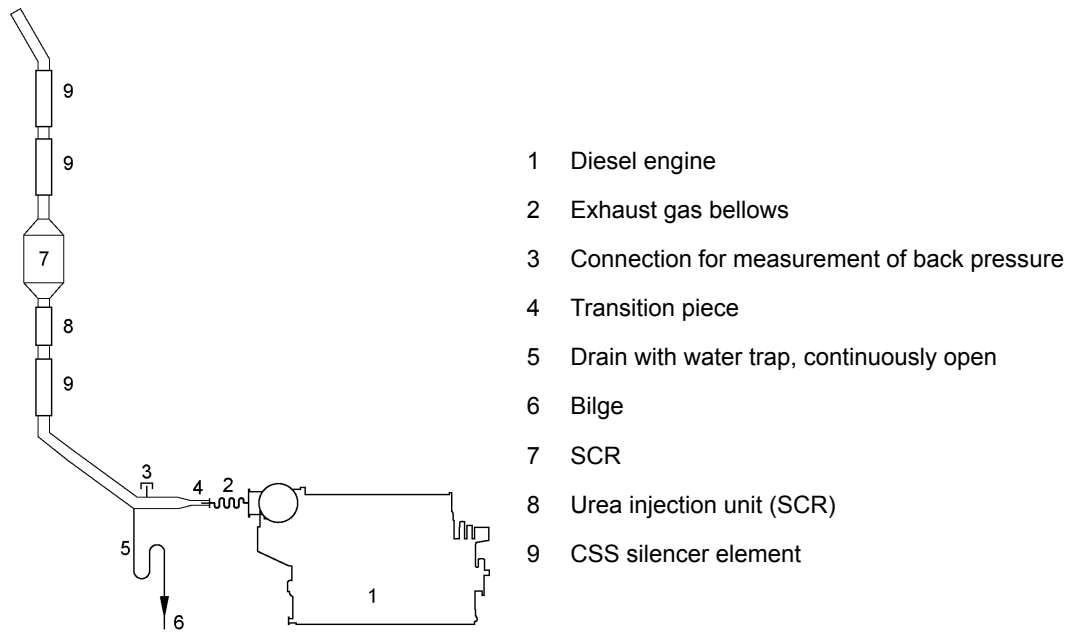 9
9
7
8
9
3
4
2
5
1
6
1 Diesel engine
2 Exhaust gas bellows
3 Connection for measurement of back pressure
4 Transition piece
5 Drain with water trap, continuously open
6 Bilge
7 SCR
8 Urea injection unit (SCR)
9 CSS silencer element